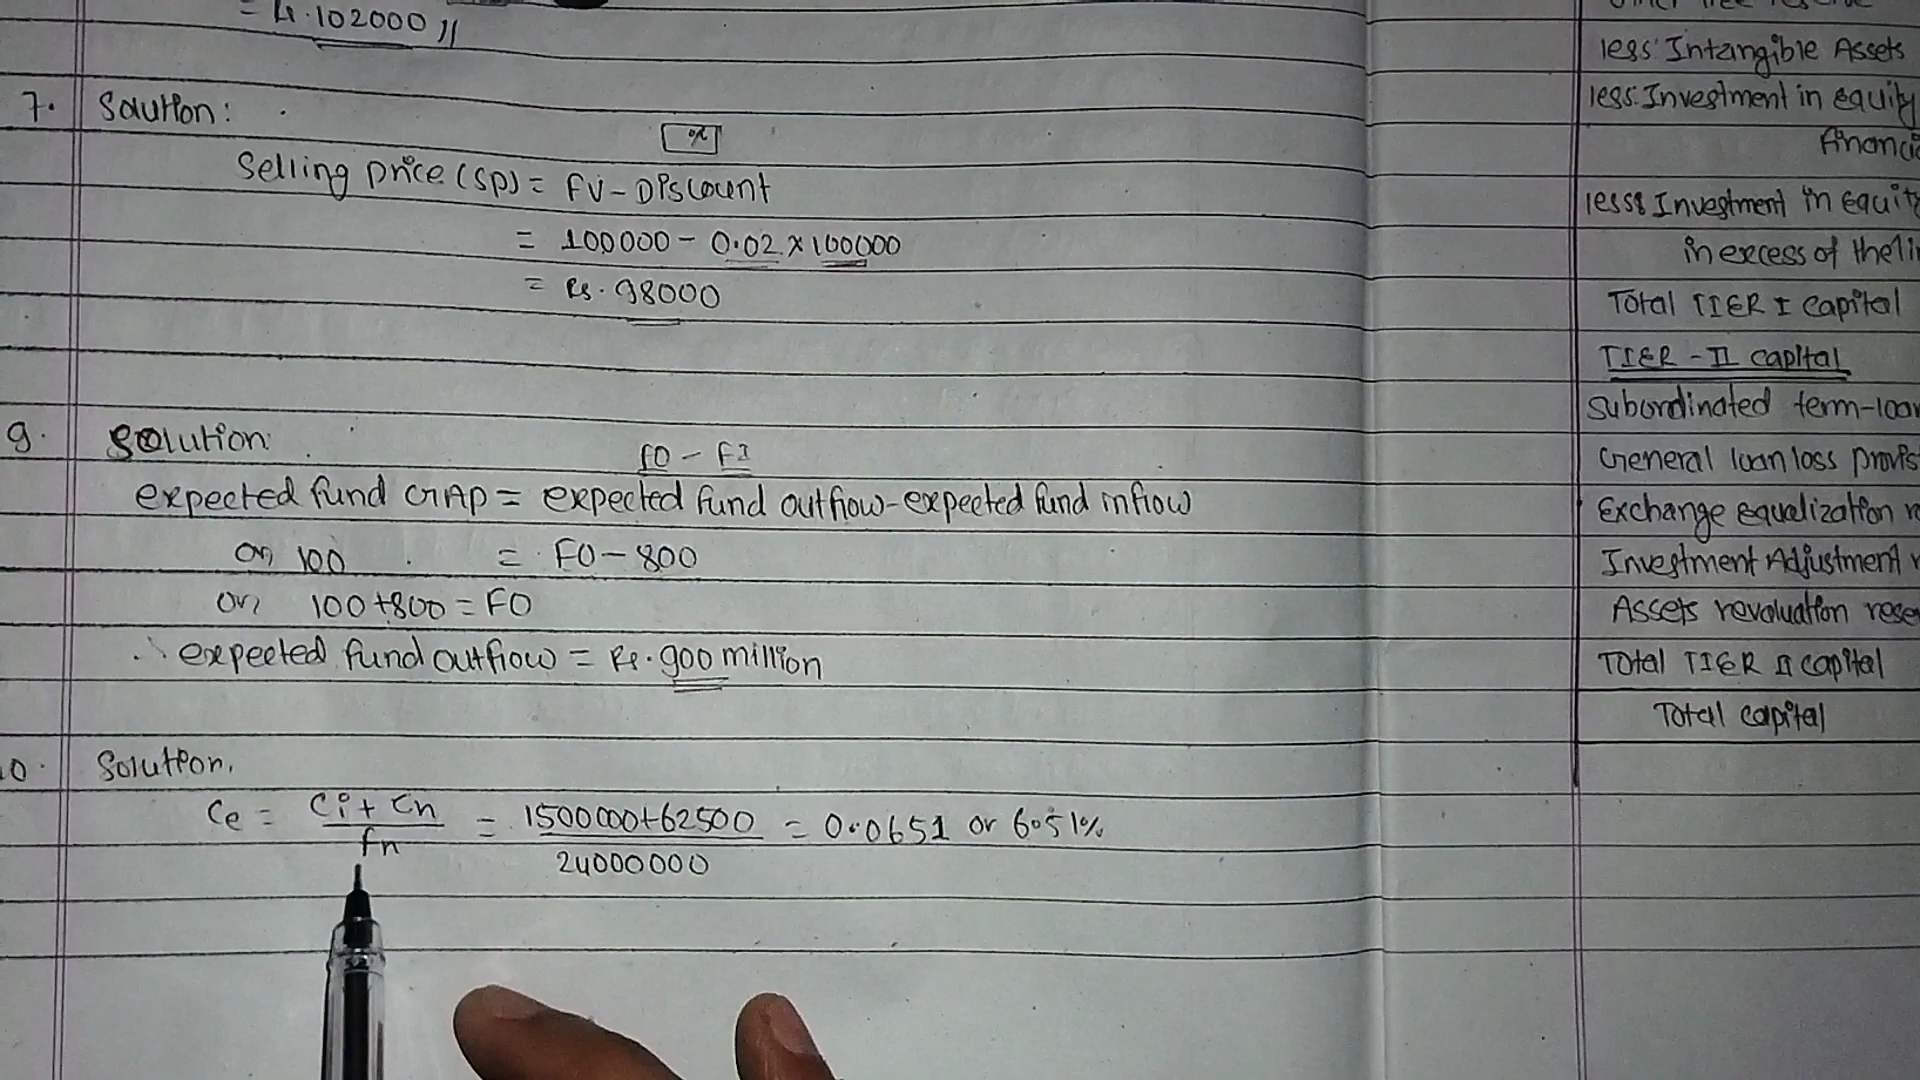 = Rs.102000 //
7. Solution:
%
Selling price (SP) = FV - Discount
= 100000 - 0.02 × 100000
= Rs. 98000
9. Solution
FO - FI
expected fund GAP = expected fund outflow - expected fund inflow
or, 100 = FO - 800
or, 100 + 800 = FO
∴ expected fund outflow = Rs. 900 million
0. Solution,
Ce = Ci + Cn / fn = 1500000 + 62500 / 24000000 = 0.0651 or 6.51%
less: Intangible Assets
less: Investment in equity
financi
less: Investment in equity
in excess of the li
Total TIER I capital
TIER - II capital
Subordinated term - loan
General loan loss provis
Exchange equalization r
Investment Adjustment r
Assets revaluation rese
Total TIER II capital
Total capital